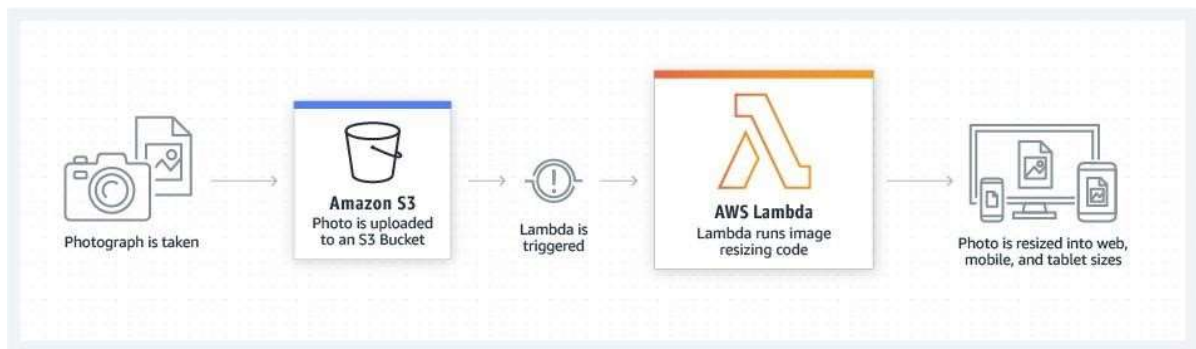 Photograph is taken
Amazon S3
Photo is uploaded
to an S3 Bucket
Lambda is
triggered
AWS Lambda
Lambda runs image
resizing code
Photo is resized into web,
mobile, and tablet sizes